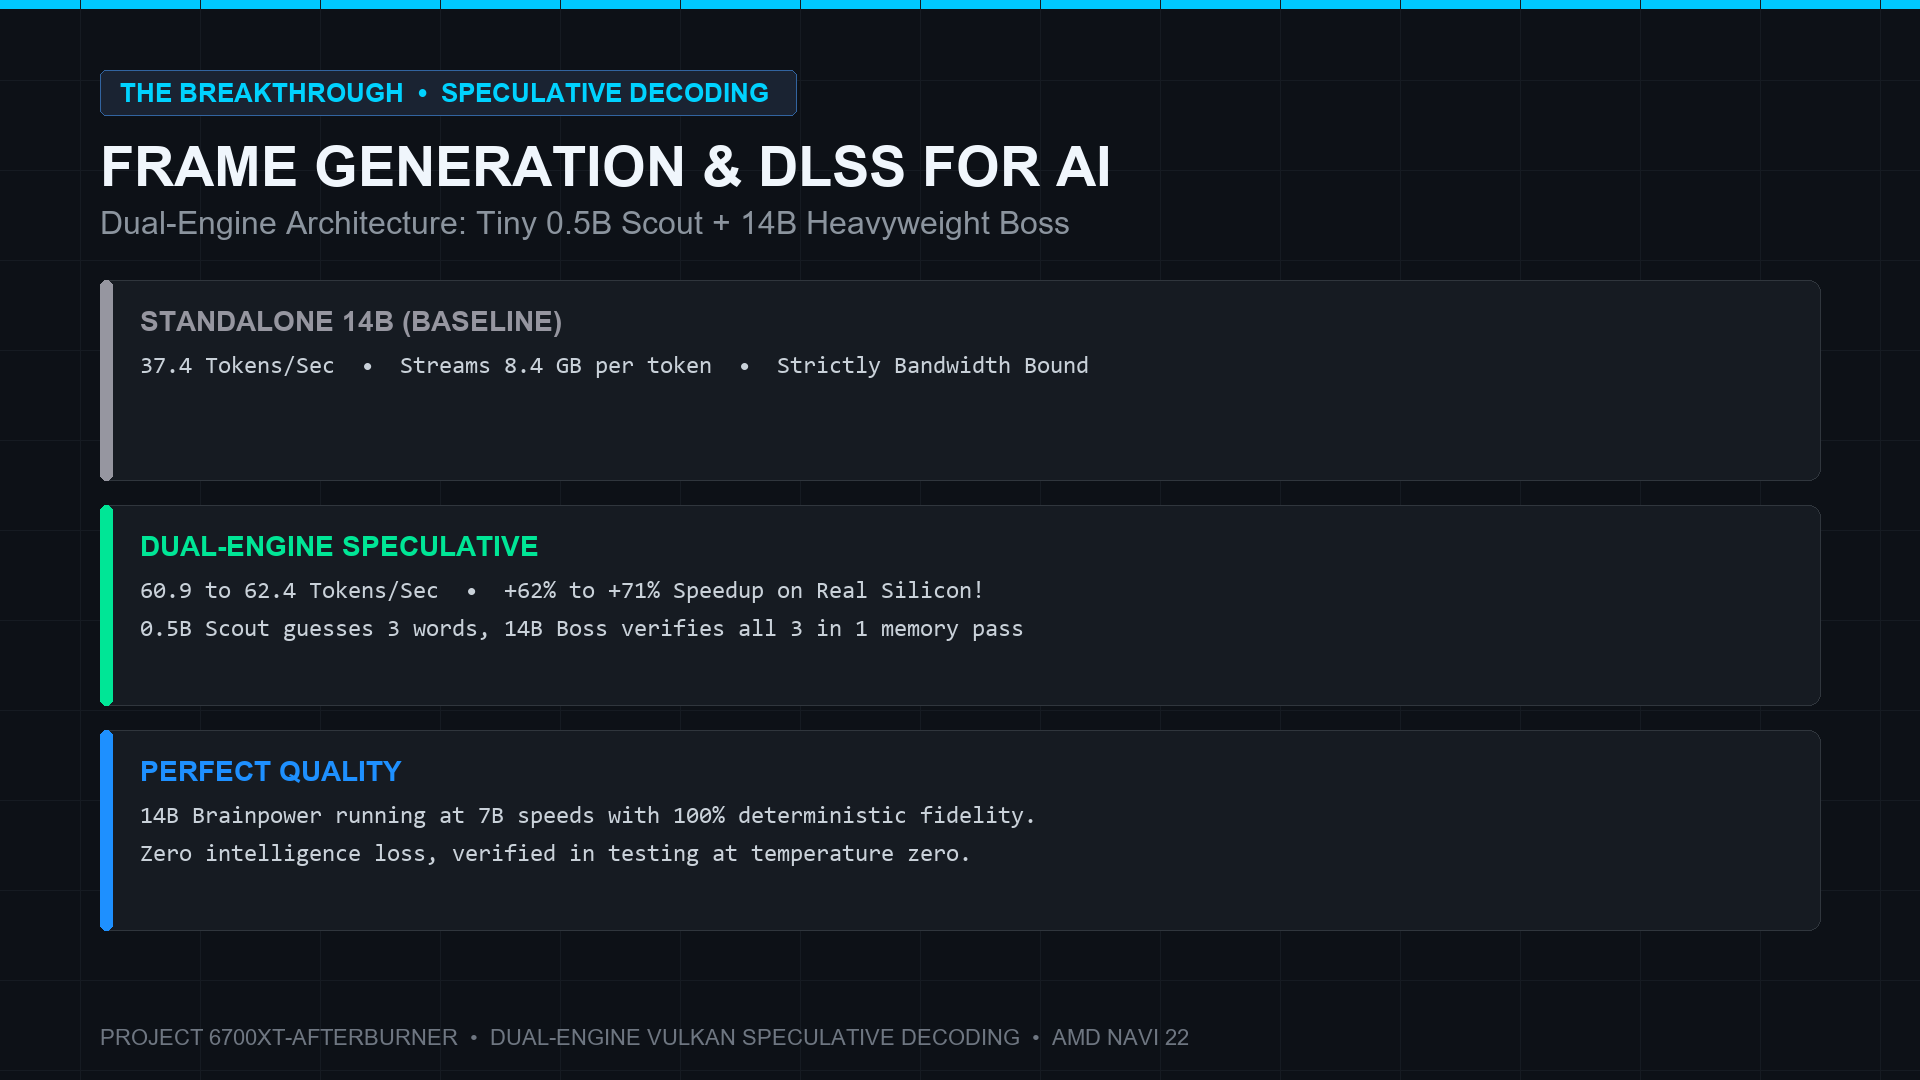 THE BREAKTHROUGH • SPECULATIVE DECODING
FRAME GENERATION & DLSS FOR AI
Dual-Engine Architecture: Tiny 0.5B Scout + 14B Heavyweight Boss
STANDALONE 14B (BASELINE)
37.4 Tokens/Sec • Streams 8.4 GB per token • Strictly Bandwidth Bound
DUAL-ENGINE SPECULATIVE
60.9 to 62.4 Tokens/Sec • +62% to +71% Speedup on Real Silicon!
0.5B Scout guesses 3 words, 14B Boss verifies all 3 in 1 memory pass
PERFECT QUALITY
14B Brainpower running at 7B speeds with 100% deterministic fidelity.
Zero intelligence loss, verified in testing at temperature zero.
PROJECT 6700XT-AFTERBURNER • DUAL-ENGINE VULKAN SPECULATIVE DECODING • AMD NAVI 22